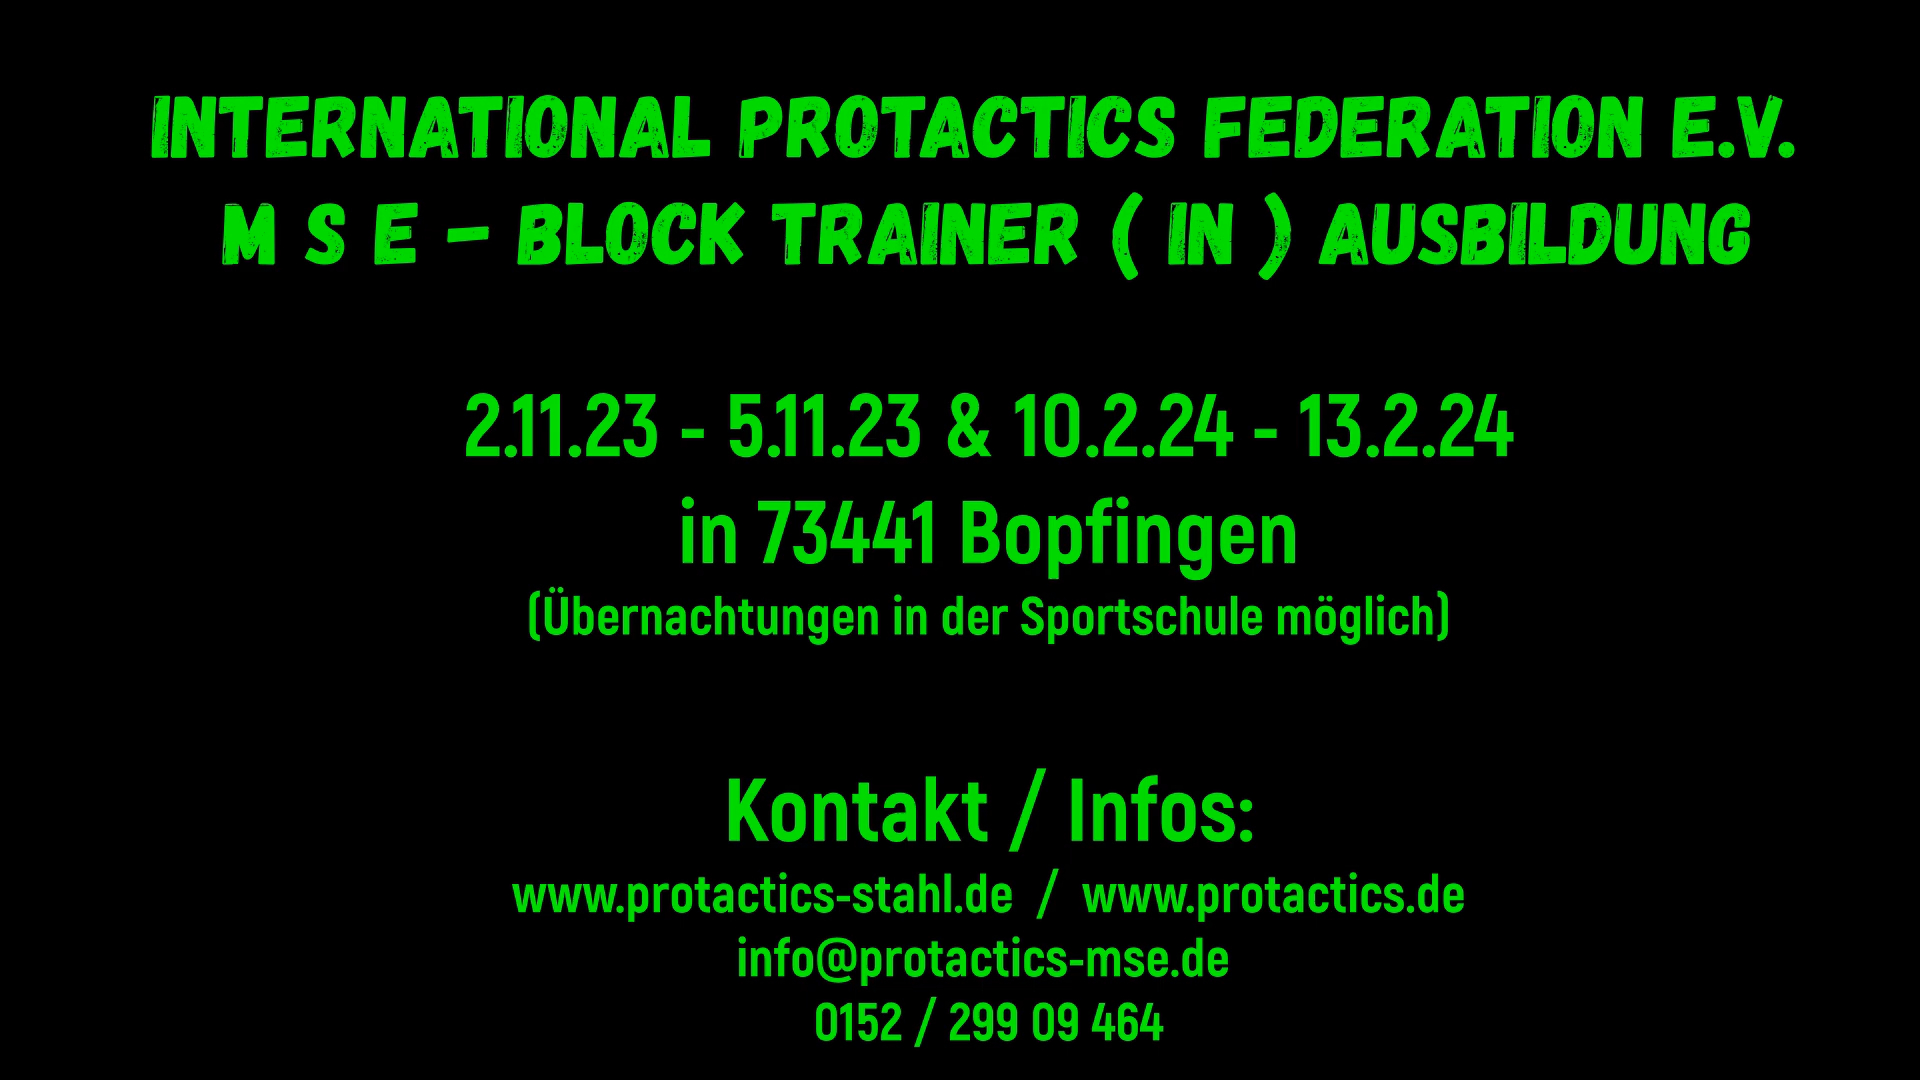 INTERNATIONAL PROTACTICS FEDERATION E.V.
M S E - BLOCK TRAINER ( IN ) AUSBILDUNG
2.11.23 - 5.11.23 & 10.2.24 - 13.2.24
in 73441 Bopfingen
(Übernachtungen in der Sportschule möglich)
Kontakt / Infos:
www.protactics-stahl.de / www.protactics.de
info@protactics-mse.de
0152 / 299 09 464